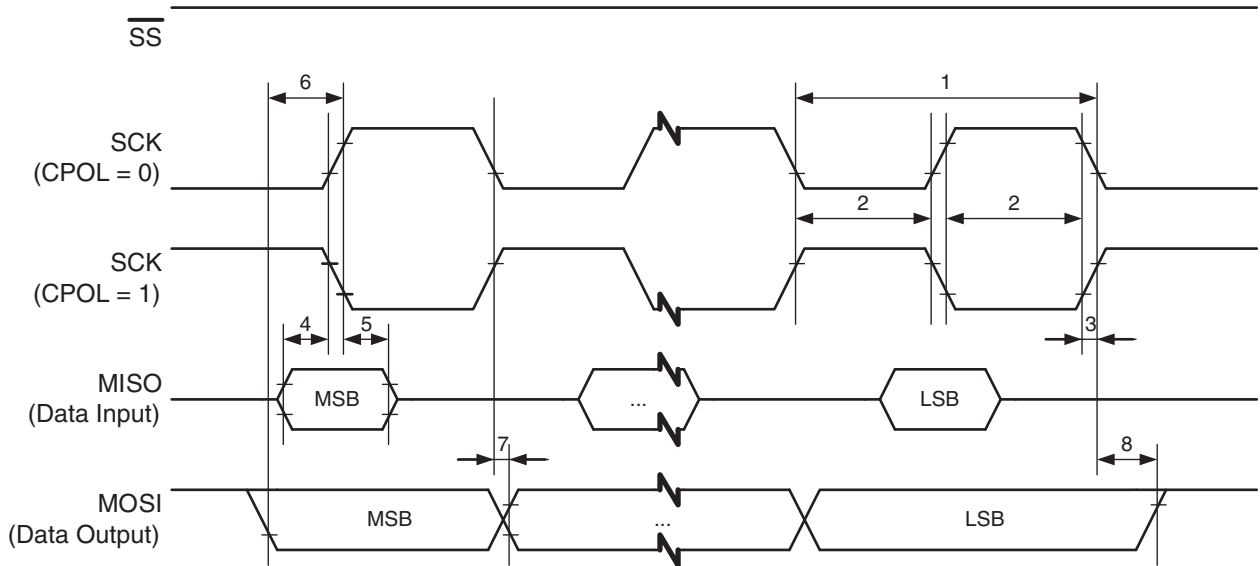 SS
6
1
SCK
(CPOL = 0)
2
2
SCK
(CPOL = 1)
4
5
3
MISO
(Data Input)
MSB
...
LSB
7
8
MOSI
(Data Output)
MSB
...
LSB